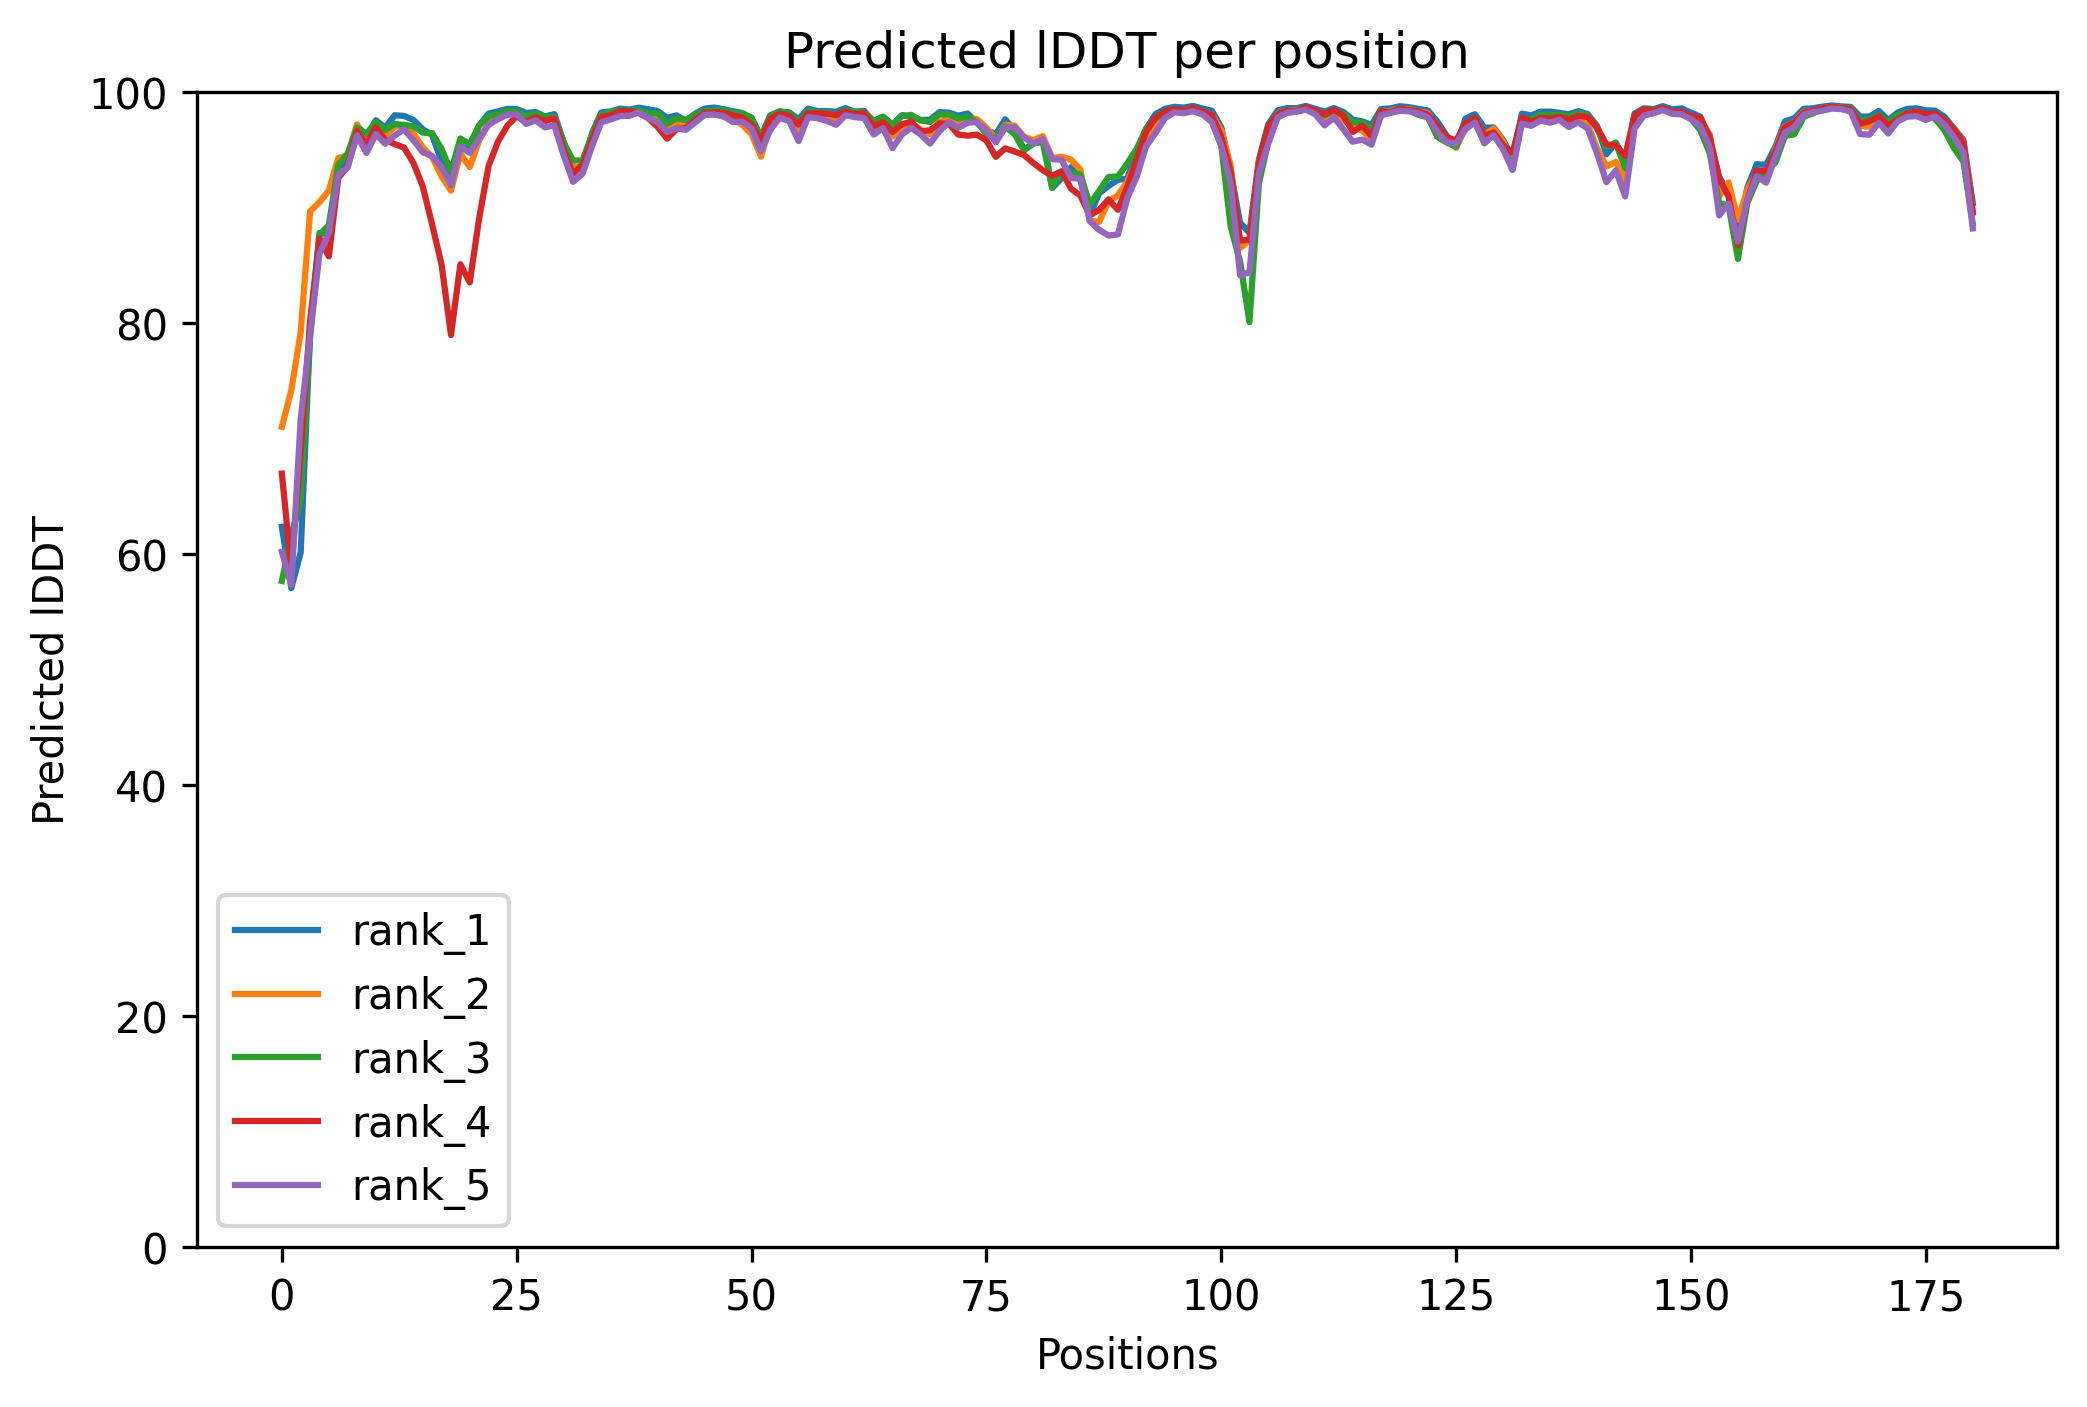 Predicted lDDT per position
100
80
60
40
20
0
Predicted lDDT
rank_1
rank_2
rank_3
rank_4
rank_5
0 25 50 75 100 125 150 175
Positions